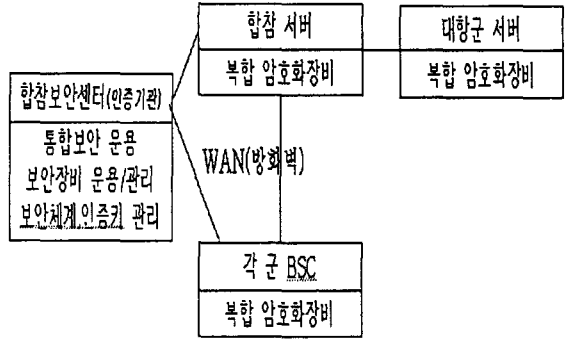 합참 서버
복합 암호화장비
대항군 서버
복합 암호화장비
합참보안센터(인증기관)
통합보안 운용
보안장비 운용/관리
보안체계인증키 관리
WAN(방화벽)
각 군 BSC
복합 암호화장비